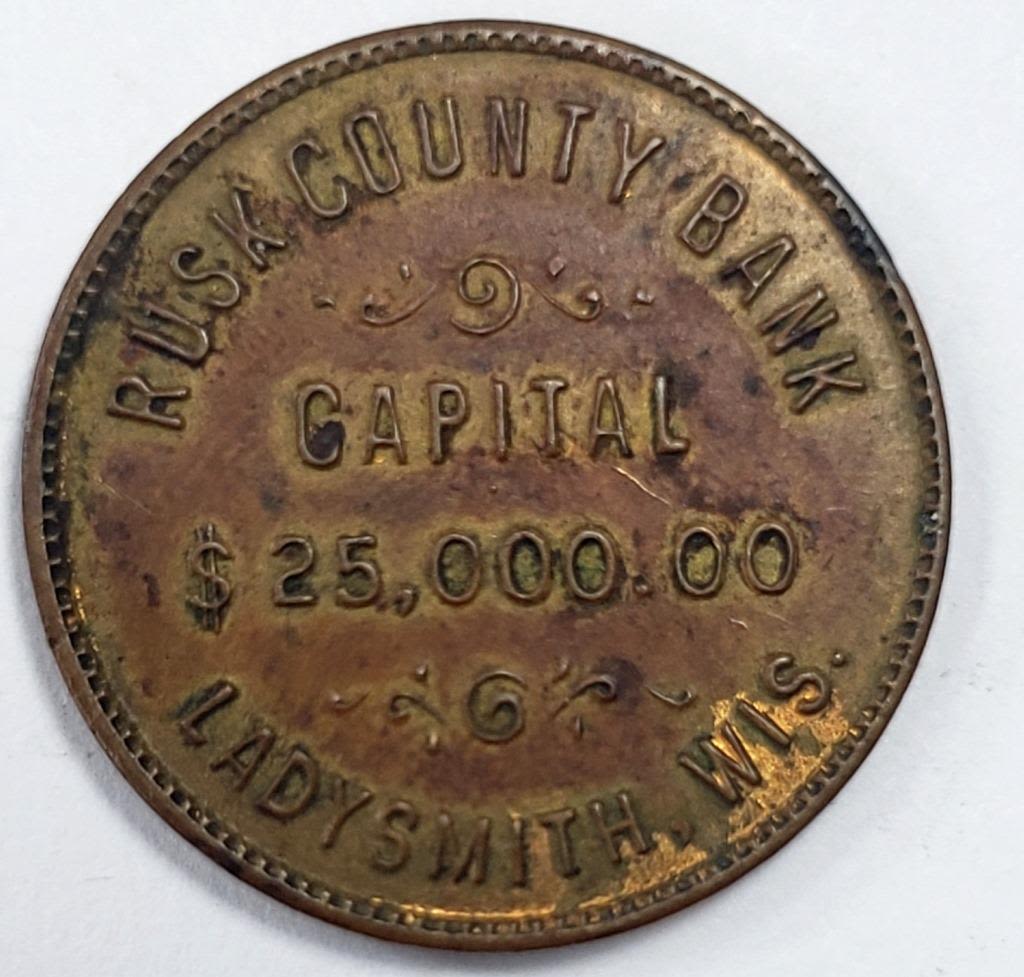 RUSK COUNTY BANK
CAPITAL
$ 25,000.00
LADYSMITH, WIS.